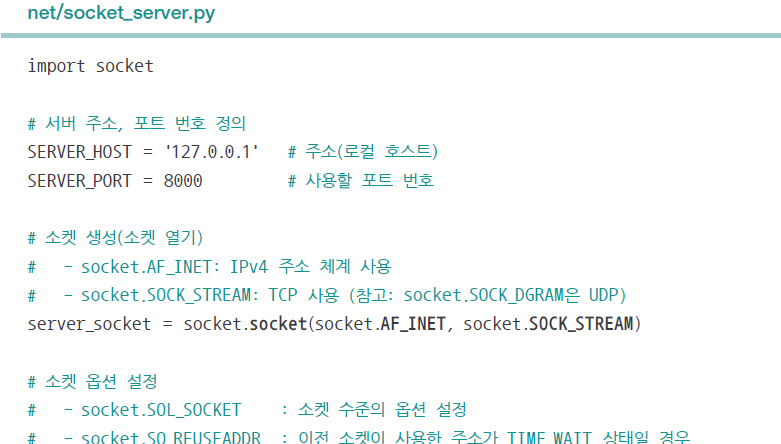 net/socket_server.py
import socket
# 서버 주소, 포트 번호 정의
SERVER_HOST = '127.0.0.1'   # 주소(로컬 호스트)
SERVER_PORT = 8000          # 사용할 포트 번호
# 소켓 생성(소켓 열기)
#   - socket.AF_INET: IPv4 주소 체계 사용
#   - socket.SOCK_STREAM: TCP 사용 (참고: socket.SOCK_DGRAM은 UDP)
server_socket = socket.socket(socket.AF_INET, socket.SOCK_STREAM)
# 소켓 옵션 설정
#   - socket.SOL_SOCKET    : 소켓 수준의 옵션 설정
#   - socket.SO_REUSEADDR  : 이전 소켓이 사용한 주소가 TIME_WAIT 상태일 경우